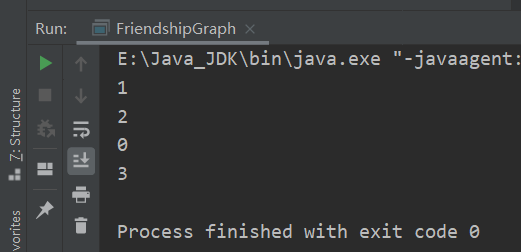 Run: FriendshipGraph
E:\Java_JDK\bin\java.exe "-javaagent:
1
2
0
3
Process finished with exit code 0
7: Structure
vorites